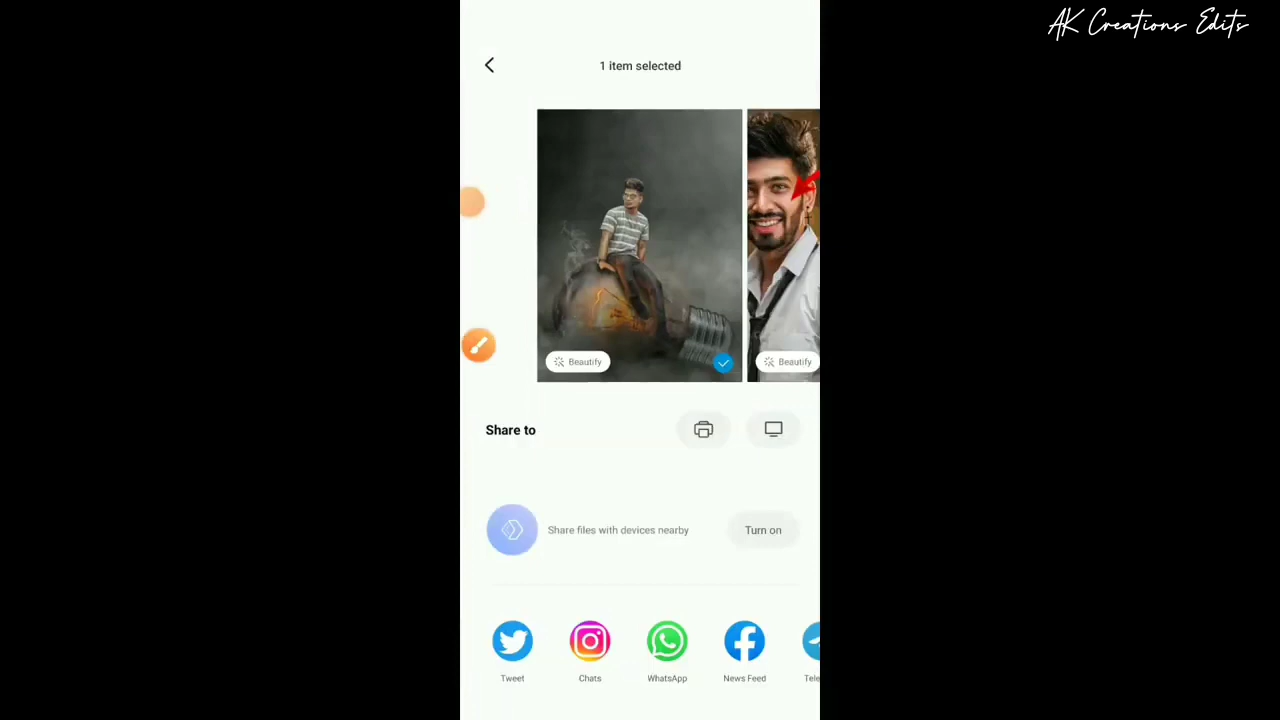 AK Creations Edits
1 item selected
Beautify
Beautify
Share to
Share files with devices nearby
Turn on
Tweet
Chats
WhatsApp
News Feed
Tele